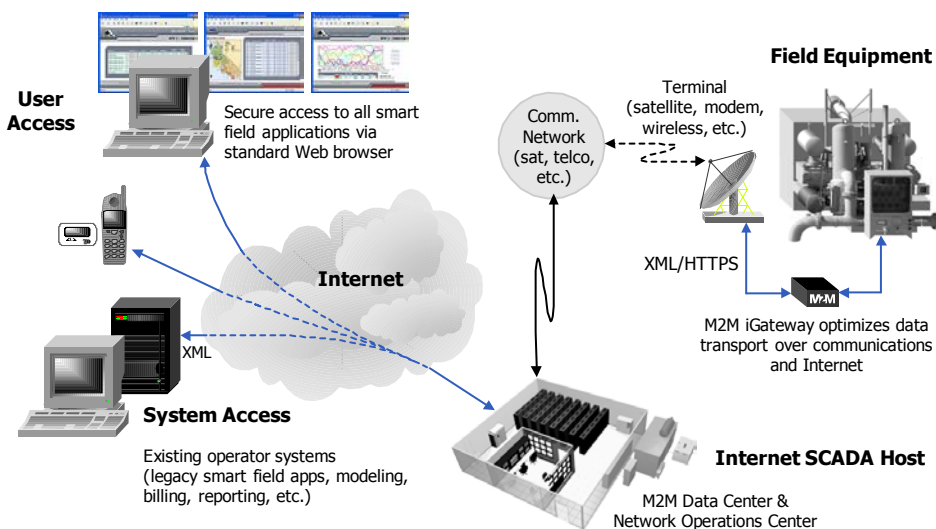 User
Access
Secure access to all smart
field applications via
standard Web browser
Comm.
Network
(sat, telco,
etc.)
Terminal
(satellite, modem,
wireless, etc.)
Field Equipment
Internet
XML/HTTPS
M2M
M2M iGateway optimizes data
transport over communications
and Internet
XML
System Access
Existing operator systems
(legacy smart field apps, modeling,
billing, reporting, etc.)
Internet SCADA Host
M2M Data Center &
Network Operations Center